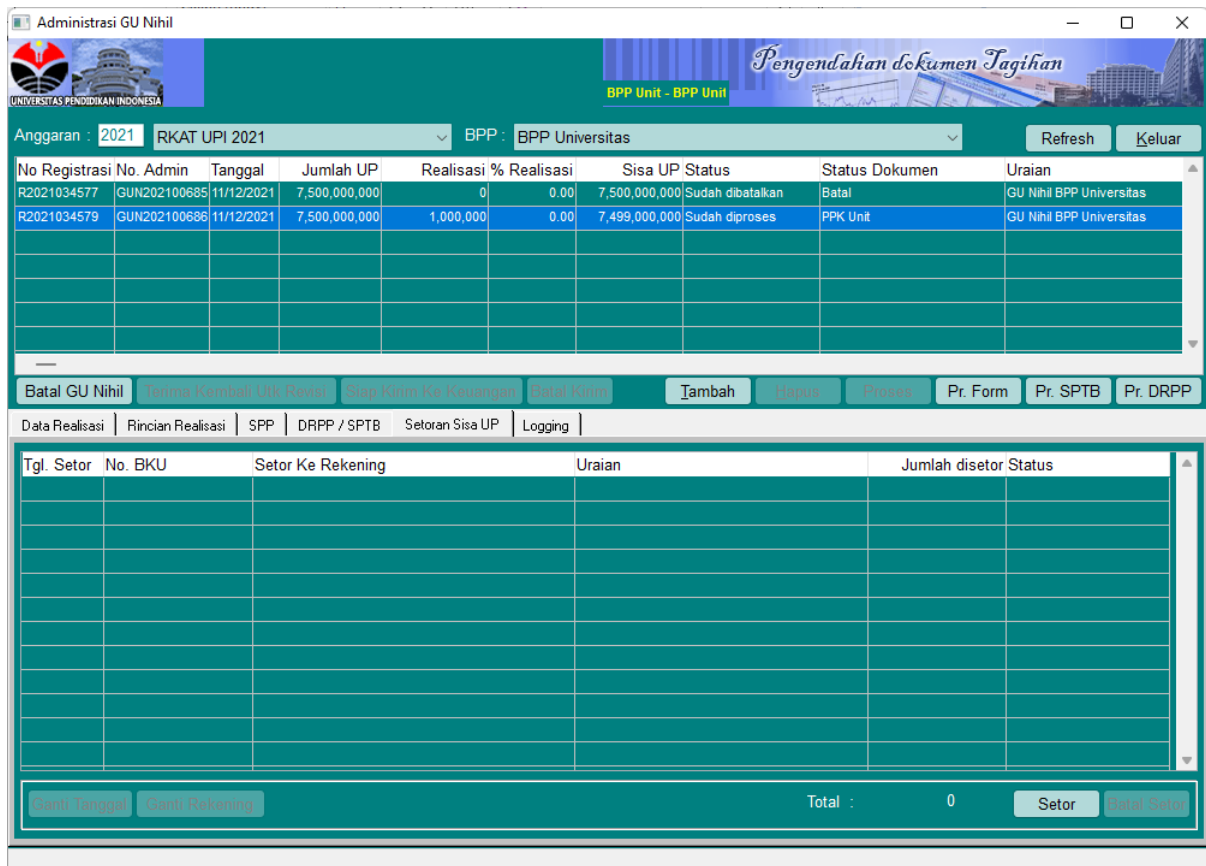 Administrasi GU Nihil
UNIVERSITAS PENDIDIKAN INDONESIA
Pengendalian dokumen Tagihan
BPP Unit - BPP Unit
Anggaran : 2021 RKAT UPI 2021 BPP : BPP Universitas Refresh Keluar
No Registrasi No. Admin Tanggal Jumlah UP Realisasi % Realisasi Sisa UP Status Status Dokumen Uraian
R2021034577 GUN202100685 11/12/2021 7,500,000,000 0 0.00 7,500,000,000 Sudah dibatalkan Batal GU Nihil BPP Universitas
R2021034579 GUN202100686 11/12/2021 7,500,000,000 1,000,000 0.00 7,499,000,000 Sudah diproses PPK Unit GU Nihil BPP Universitas
Batal GU Nihil Terima Kembali Utk Revisi Siap Kirim Ke Keuangan Batal Kirim Tambah Hapus Proses Pr. Form Pr. SPTB Pr. DRPP
Data Realisasi Rincian Realisasi SPP DRPP / SPTB Setoran Sisa UP Logging
Tgl. Setor No. BKU Setor Ke Rekening Uraian Jumlah disetor Status
Ganti Tanggal Ganti Rekening Total : 0 Setor Batal Setor